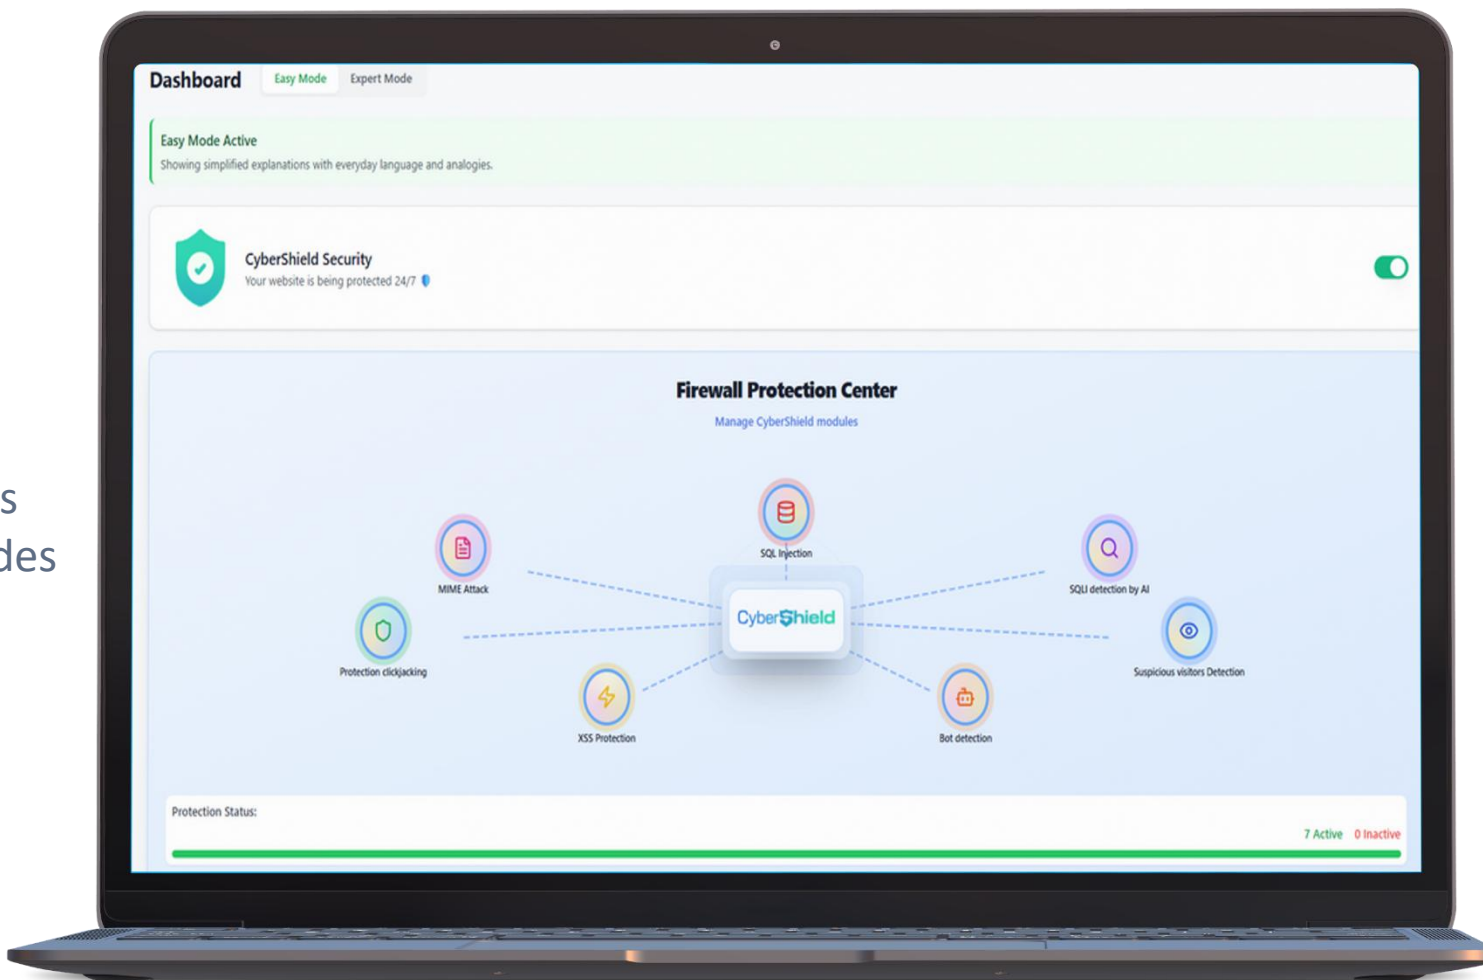 Dashboard
Easy Mode
Expert Mode
Easy Mode Active
Showing simplified explanations with everyday language and analogies.
CyberShield Security
Your website is being protected 24/7
Firewall Protection Center
Manage CyberShield modules
SQL Injection
MIME Attack
SQLI detection by AI
CyberShield
Protection clickjacking
Suspicious visitors Detection
XSS Protection
Bot detection
Protection Status:
7 Active 0 Inactive